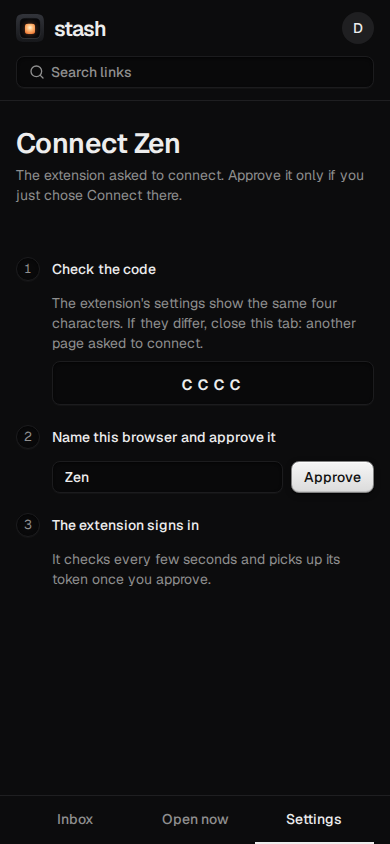 stash
D
Search links
Connect Zen
The extension asked to connect. Approve it only if you
just chose Connect there.
1
Check the code
The extension's settings show the same four
characters. If they differ, close this tab: another
page asked to connect.
C C C C
2
Name this browser and approve it
Zen
Approve
3
The extension signs in
It checks every few seconds and picks up its
token once you approve.
Inbox
Open now
Settings